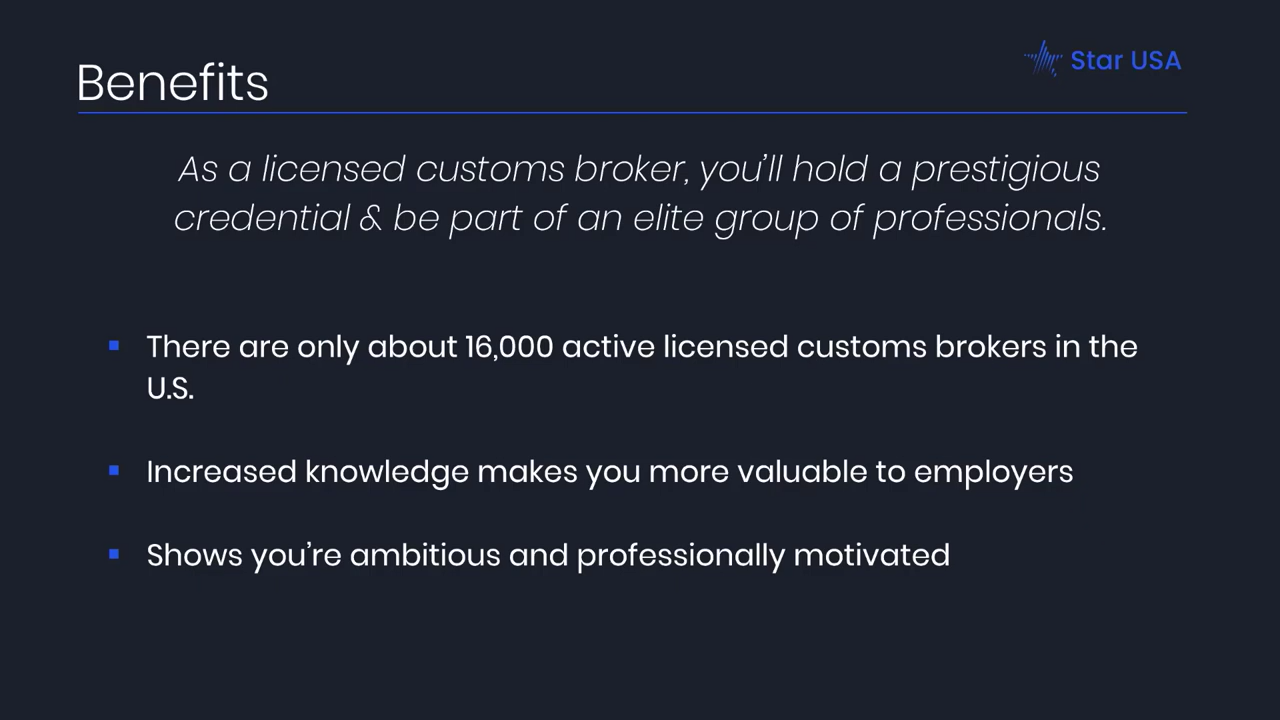 Star USA
Benefits
As a licensed customs broker, you’ll hold a prestigious
credential & be part of an elite group of professionals.
▪ There are only about 16,000 active licensed customs brokers in the
U.S.
▪ Increased knowledge makes you more valuable to employers
▪ Shows you’re ambitious and professionally motivated